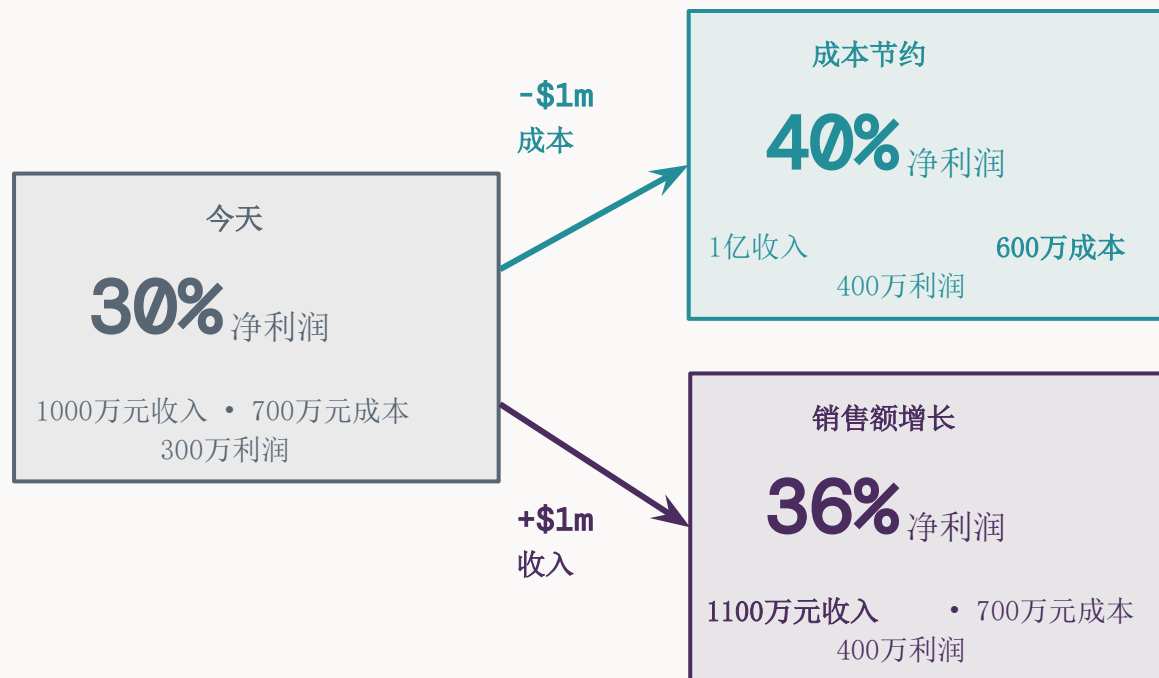 今天
30% 净利润
1000万元收入 • 700万元成本
300万利润
-$1m
成本
成本节约
40% 净利润
1亿收入 600万成本
400万利润
+$1m
收入
销售额增长
36% 净利润
1100万元收入 • 700万元成本
400万利润